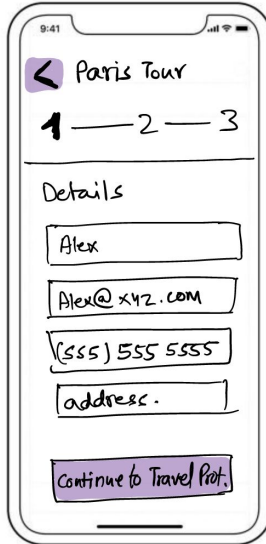 9:41
Paris Tour
1 — 2 — 3
Details
Alex
Alex@xyz.com
(555) 555 5555
address.
Continue to Travel Prot.